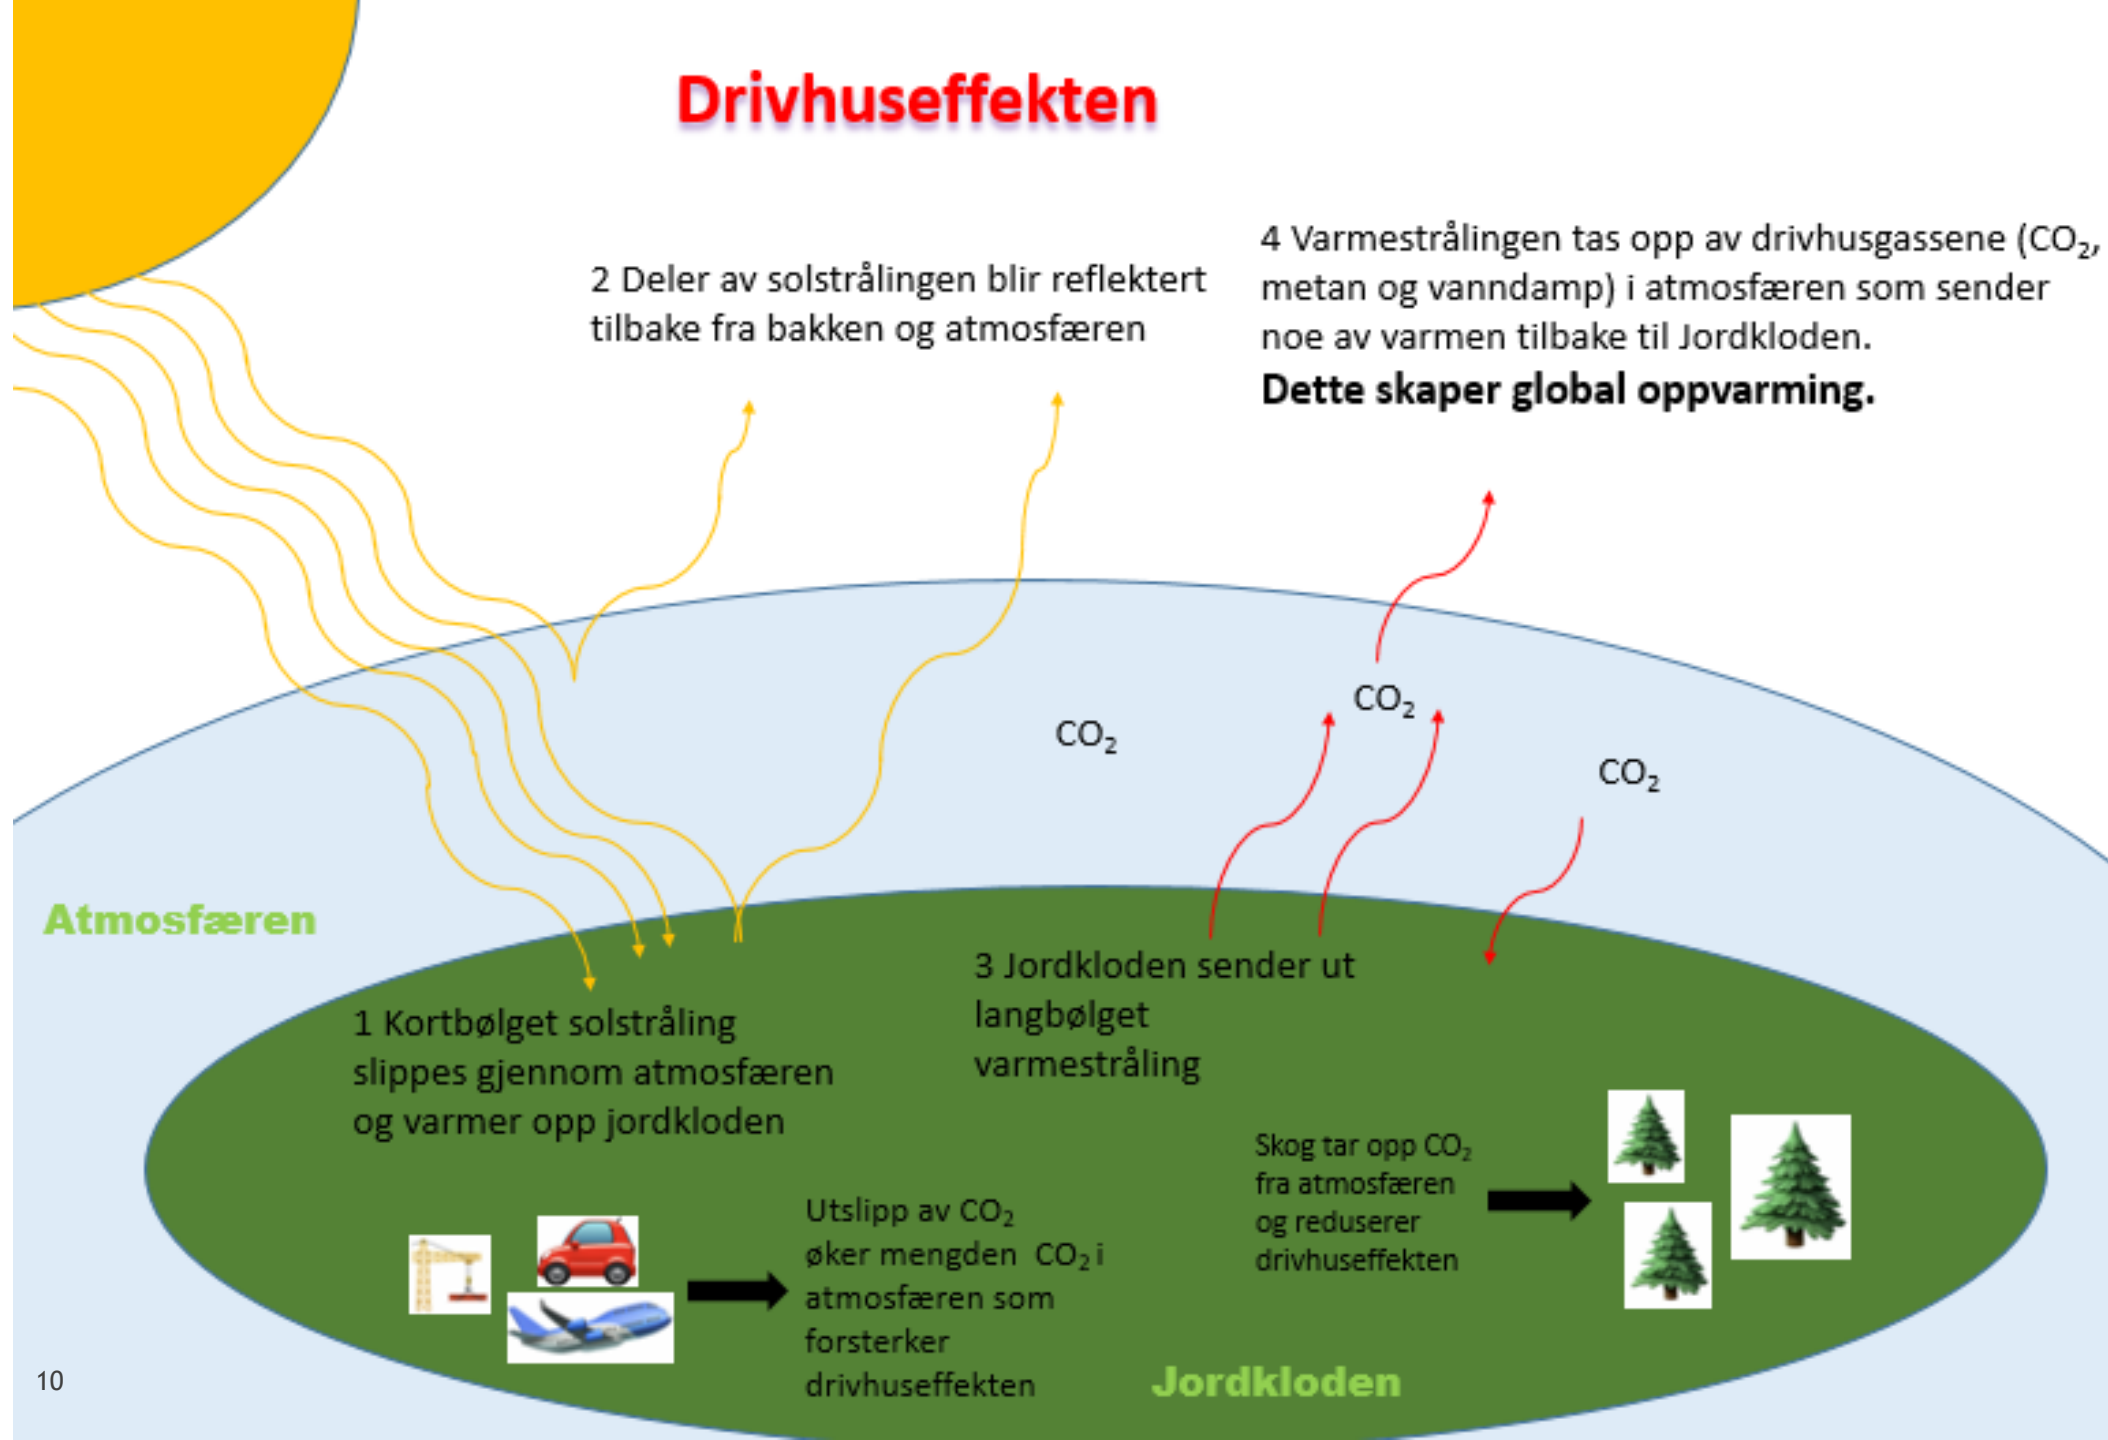 Drivhuseffekten
2 Deler av solstrålingen blir reflektert
tilbake fra bakken og atmosfæren
4 Varmestrålingen tas opp av drivhusgassene (CO₂,
metan og vanndamp) i atmosfæren som sender
noe av varmen tilbake til Jordkloden.
Dette skaper global oppvarming.
CO₂
CO₂
CO₂
Atmosfæren
1 Kortbølget solstråling
slippes gjennom atmosfæren
og varmer opp jordkloden
3 Jordkloden sender ut
langbølget
varmestråling
Utslipp av CO₂
øker mengden CO₂ i
atmosfæren som
forsterker
drivhuseffekten
Skog tar opp CO₂
fra atmosfæren
og reduserer
drivhuseffekten
Jordkloden
10